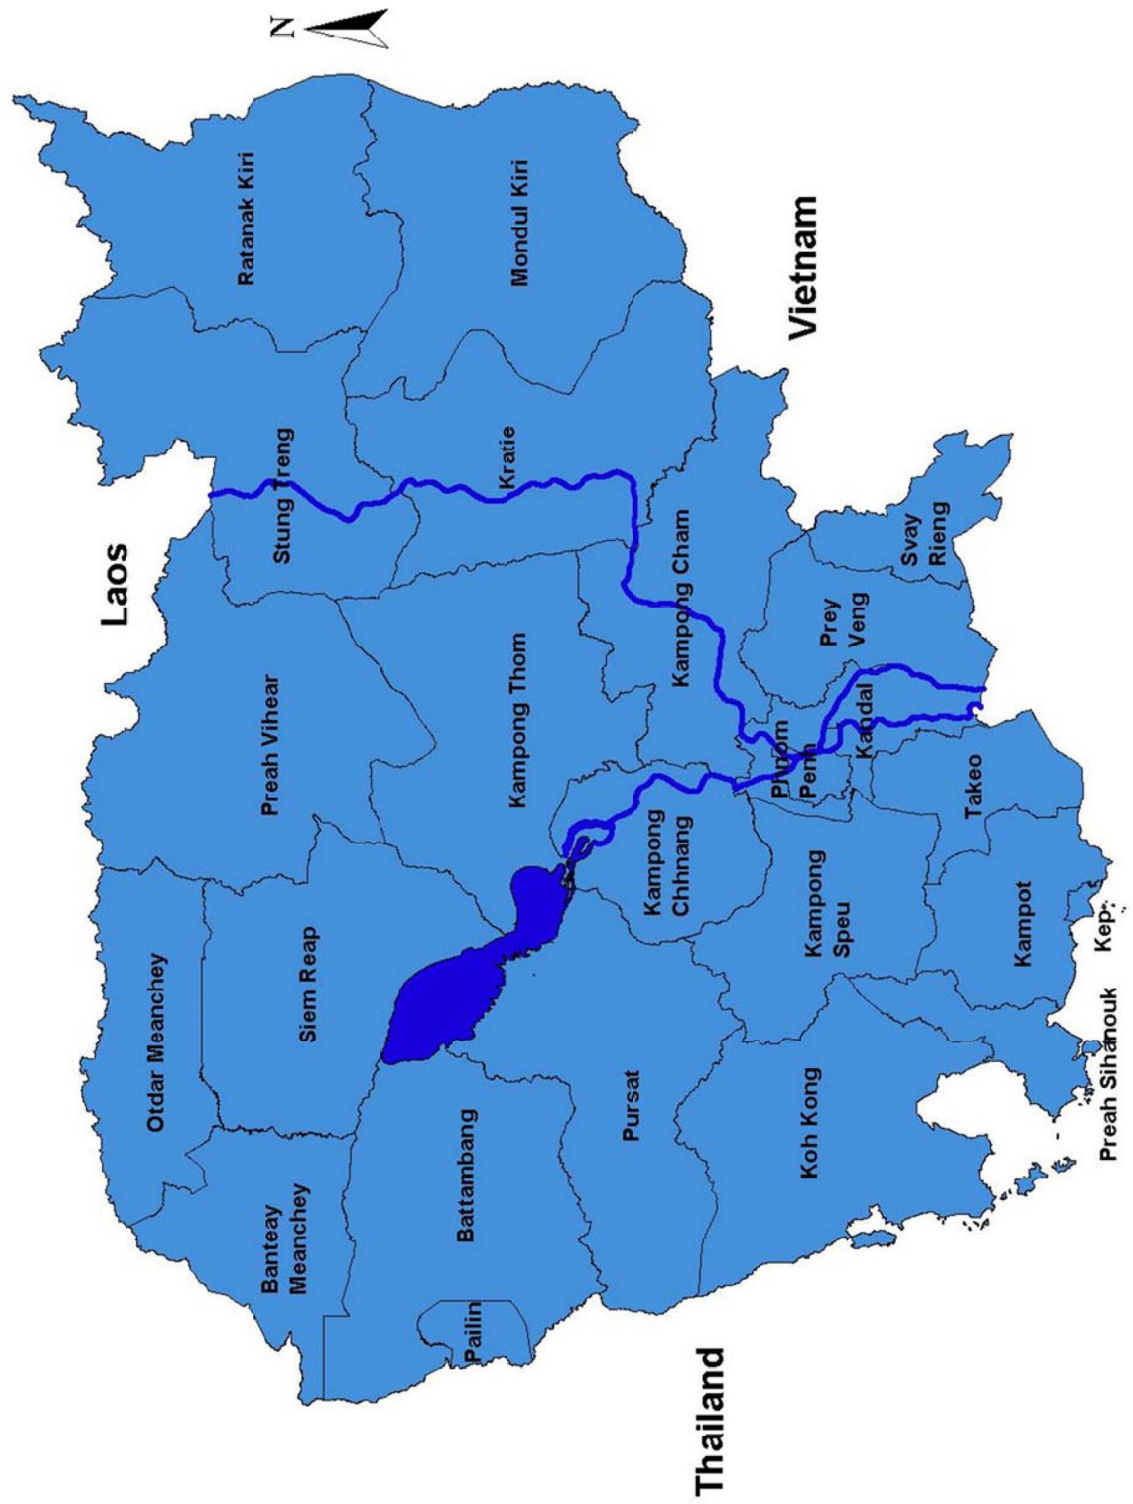 N
Laos
Otdar Meanchey
Banteay
Meanchey
Siem Reap
Preah Vihear
Stung Treng
Ratanak Kiri
Battambang
Pailin
Kampong Thom
Kratie
Mondul Kiri
Pursat
Kampong
Chhnang
Kampong Cham
Thailand
Koh Kong
Kampong
Speu
Phnom
Penh
Vietnam
Prey
Veng
Kandal
Svay
Rieng
Takeo
Kampot
Kep
Preah Sihanouk